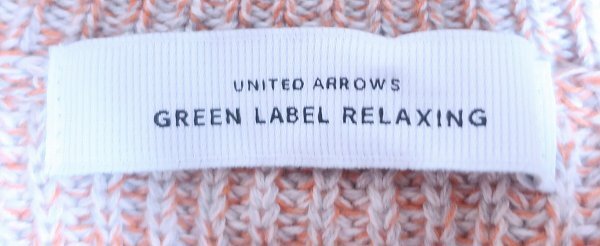 UNITED ARROWS
GREEN LABEL RELAXING